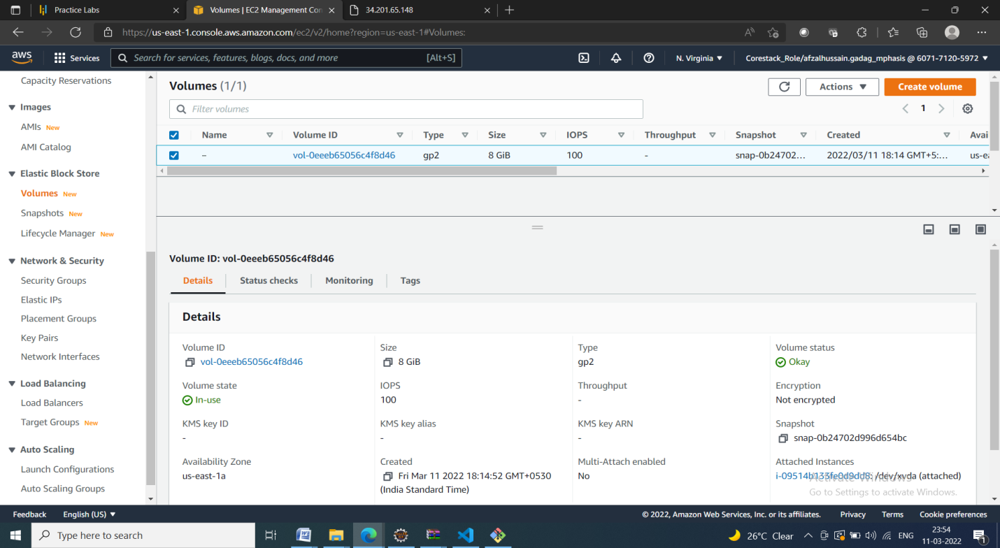 Practice Labs
Volumes | EC2 Management Con
34.201.65.148
https://us-east-1.console.aws.amazon.com/ec2/v2/home?region=us-east-1#Volumes:
aws
Services
Search for services, features, blogs, docs, and more
[Alt+S]
N. Virginia
Corestack_Role/afzalhussain.gadag_mphasis @ 6071-7120-5972
Capacity Reservations
Images
AMIs New
AMI Catalog
Elastic Block Store
Volumes New
Snapshots New
Lifecycle Manager New
Network & Security
Security Groups
Elastic IPs
Placement Groups
Key Pairs
Network Interfaces
Load Balancing
Load Balancers
Target Groups New
Auto Scaling
Launch Configurations
Auto Scaling Groups
Volumes (1/1)
Actions
Create volume
Filter volumes
1
Name Volume ID Type Size IOPS Throughput Snapshot Created Avai
– vol-0eeeb65056c4f8d46 gp2 8 GiB 100 - snap-0b24702... 2022/03/11 18:14 GMT+5:... us-ea
Volume ID: vol-0eeeb65056c4f8d46
Details Status checks Monitoring Tags
Details
Volume ID Size Type Volume status
vol-0eeeb65056c4f8d46 8 GiB gp2 Okay
Volume state IOPS Throughput Encryption
In-use 100 - Not encrypted
KMS key ID KMS key alias KMS key ARN Snapshot
- - - snap-0b24702d996d654bc
Availability Zone Created Multi-Attach enabled Attached Instances
us-east-1a Fri Mar 11 2022 18:14:52 GMT+0530 No /dev/xvda (attached)
(India Standard Time)
Activate Windows
Go to Settings to activate Windows.
Feedback English (US)
© 2022, Amazon Web Services, Inc. or its affiliates. Privacy Terms Cookie preferences
Type here to search
26°C Clear
ENG
23:54
11-03-2022
1